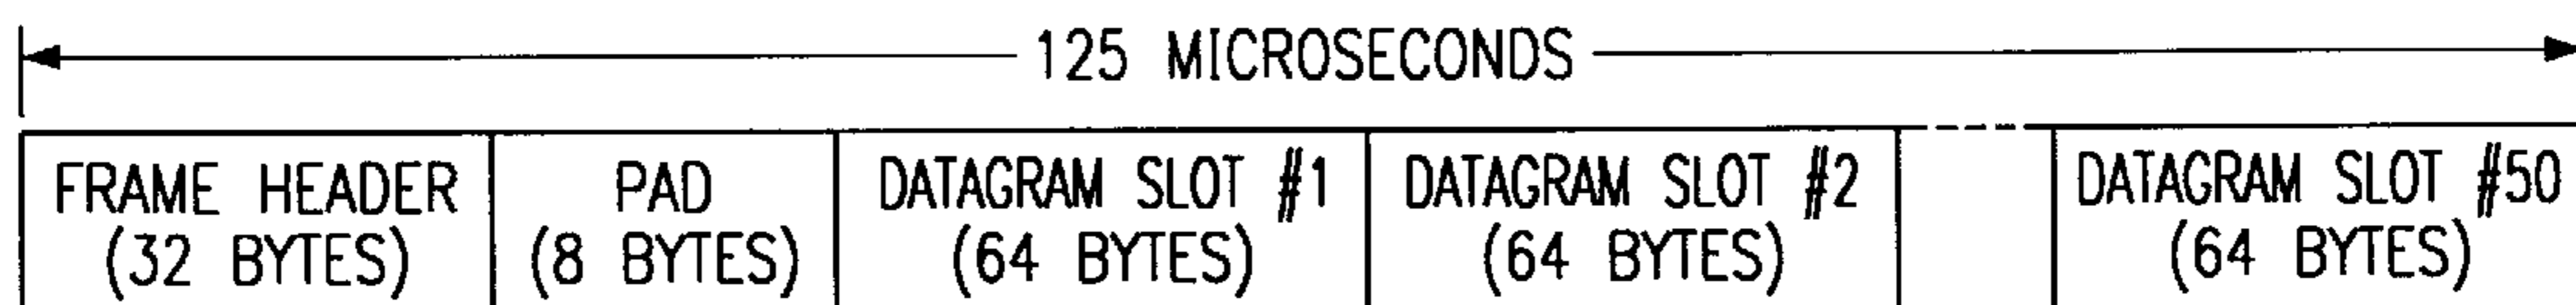 125 MICROSECONDS
FRAME HEADER
(32 BYTES)
PAD
(8 BYTES)
DATAGRAM SLOT #1
(64 BYTES)
DATAGRAM SLOT #2
(64 BYTES)
DATAGRAM SLOT #50
(64 BYTES)